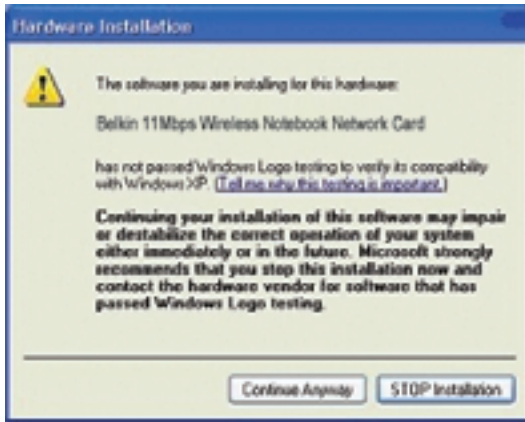 Hardware Installation
The software you are installing for this hardware:
Belkin 11Mbps Wireless Notebook Network Card
has not passed Windows Logo testing to verify its compatibility
with Windows XP. (Tell me why this testing is important.)
Continuing your installation of this software may impair
or destabilize the correct operation of your system
either immediately or in the future. Microsoft strongly
recommends that you stop this installation now and
contact the hardware vendor for software that has
passed Windows Logo testing.
Continue Anyway
STOP Installation